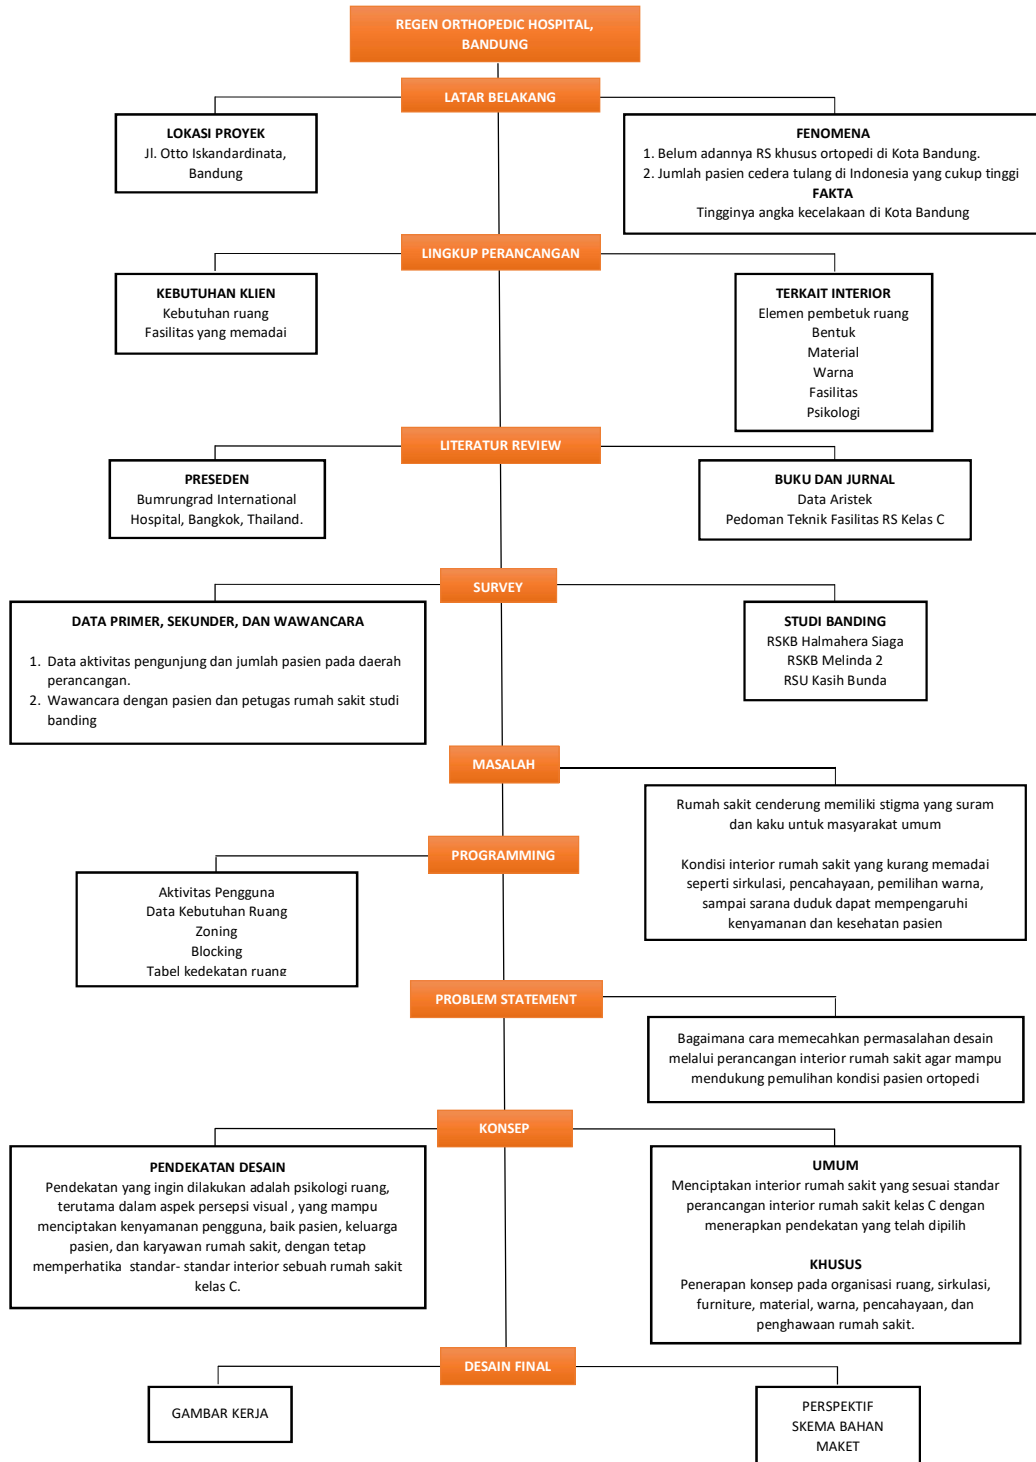 REGEN ORTHOPEDIC HOSPITAL,
BANDUNG
LATAR BELAKANG
LOKASI PROYEK
Jl. Otto Iskandardinata,
Bandung
FENOMENA
1. Belum adannya RS khusus ortopedi di Kota Bandung.
2. Jumlah pasien cedera tulang di Indonesia yang cukup tinggi
FAKTA
Tingginya angka kecelakaan di Kota Bandung
LINGKUP PERANCANGAN
KEBUTUHAN KLIEN
Kebutuhan ruang
Fasilitas yang memadai
TERKAIT INTERIOR
Elemen pembetuk ruang
Bentuk
Material
Warna
Fasilitas
Psikologi
LITERATUR REVIEW
PRESEDEN
Bumrungrad International
Hospital, Bangkok, Thailand.
BUKU DAN JURNAL
Data Aristek
Pedoman Teknik Fasilitas RS Kelas C
SURVEY
DATA PRIMER, SEKUNDER, DAN WAWANCARA
1. Data aktivitas pengunjung dan jumlah pasien pada daerah
perancangan.
2. Wawancara dengan pasien dan petugas rumah sakit studi
banding
STUDI BANDING
RSKB Halmahera Siaga
RSKB Melinda 2
RSU Kasih Bunda
MASALAH
Rumah sakit cenderung memiliki stigma yang suram
dan kaku untuk masyarakat umum
Kondisi interior rumah sakit yang kurang memadai
seperti sirkulasi, pencahayaan, pemilihan warna,
sampai sarana duduk dapat mempengaruhi
kenyamanan dan kesehatan pasien
PROGRAMMING
Aktivitas Pengguna
Data Kebutuhan Ruang
Zoning
Blocking
Tabel kedekatan ruang
PROBLEM STATEMENT
Bagaimana cara memecahkan permasalahan desain
melalui perancangan interior rumah sakit agar mampu
mendukung pemulihan kondisi pasien ortopedi
KONSEP
PENDEKATAN DESAIN
Pendekatan yang ingin dilakukan adalah psikologi ruang,
terutama dalam aspek persepsi visual , yang mampu
menciptakan kenyamanan pengguna, baik pasien, keluarga
pasien, dan karyawan rumah sakit, dengan tetap
memperhatika standar- standar interior sebuah rumah sakit
kelas C.
UMUM
Menciptakan interior rumah sakit yang sesuai standar
perancangan interior rumah sakit kelas C dengan
menerapkan pendekatan yang telah dipilih
KHUSUS
Penerapan konsep pada organisasi ruang, sirkulasi,
furniture, material, warna, pencahayaan, dan
penghawaan rumah sakit.
DESAIN FINAL
GAMBAR KERJA
PERSPEKTIF
SKEMA BAHAN
MAKET